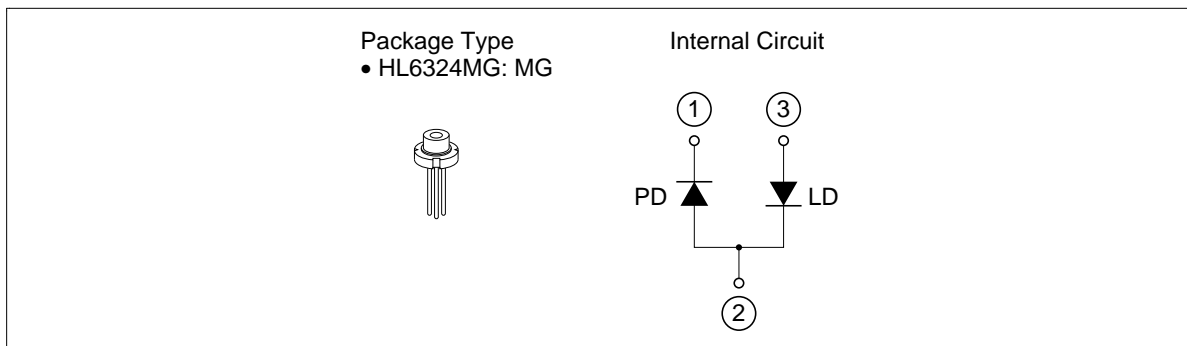 Package Type
• HL6324MG: MG
Internal Circuit
1
3
PD
LD
2